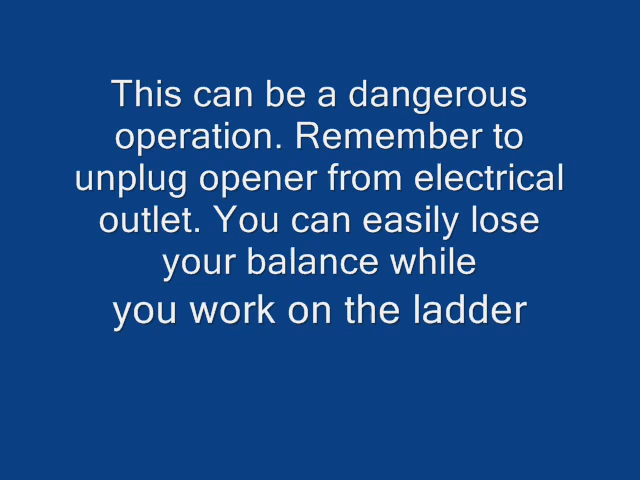 This can be a dangerous
operation. Remember to
unplug opener from electrical
outlet. You can easily lose
your balance while
you work on the ladder